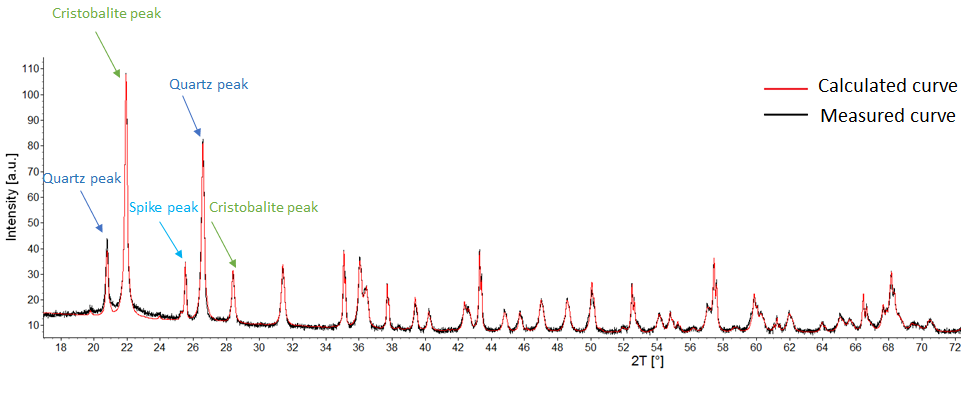 Cristobalite peak
Quartz peak
Calculated curve
Measured curve
Quartz peak
Spike peak
Cristobalite peak
Intensity [a.u.]
110
100
90
80
70
60
50
40
30
20
10
18 20 22 24 26 28 30 32 34 36 38 40 42 44 46 48 50 52 54 56 58 60 62 64 66 68 70 72
2T [°]